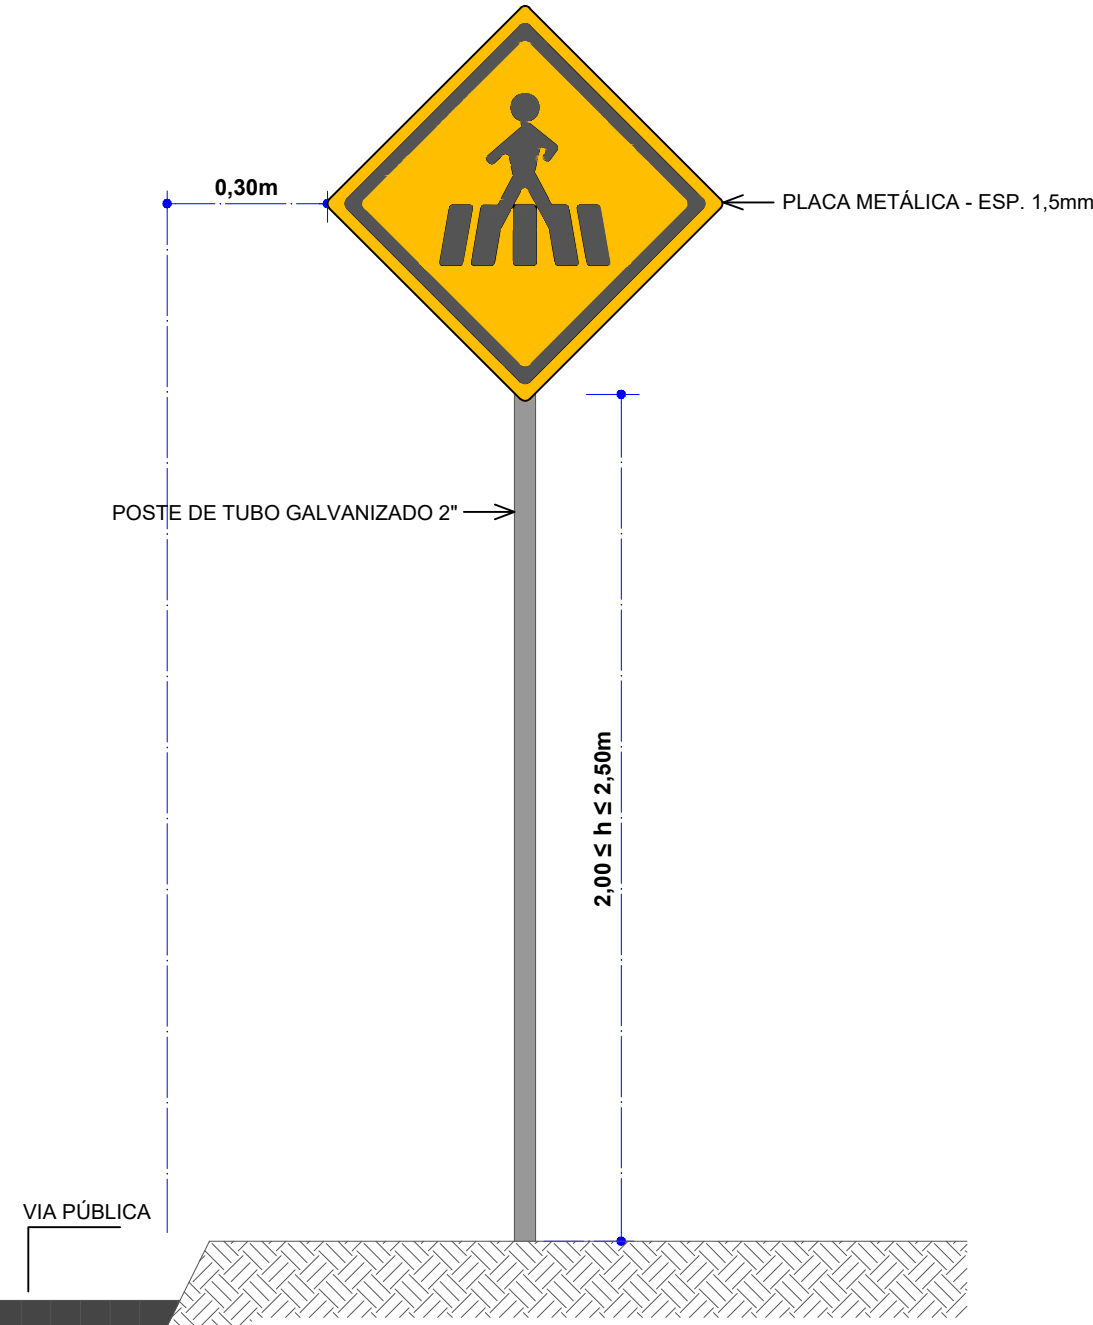 0,30m
PLACA METÁLICA - ESP. 1,5mm
POSTE DE TUBO GALVANIZADO 2"
2,00 ≤ h ≤ 2,50m
VIA PÚBLICA